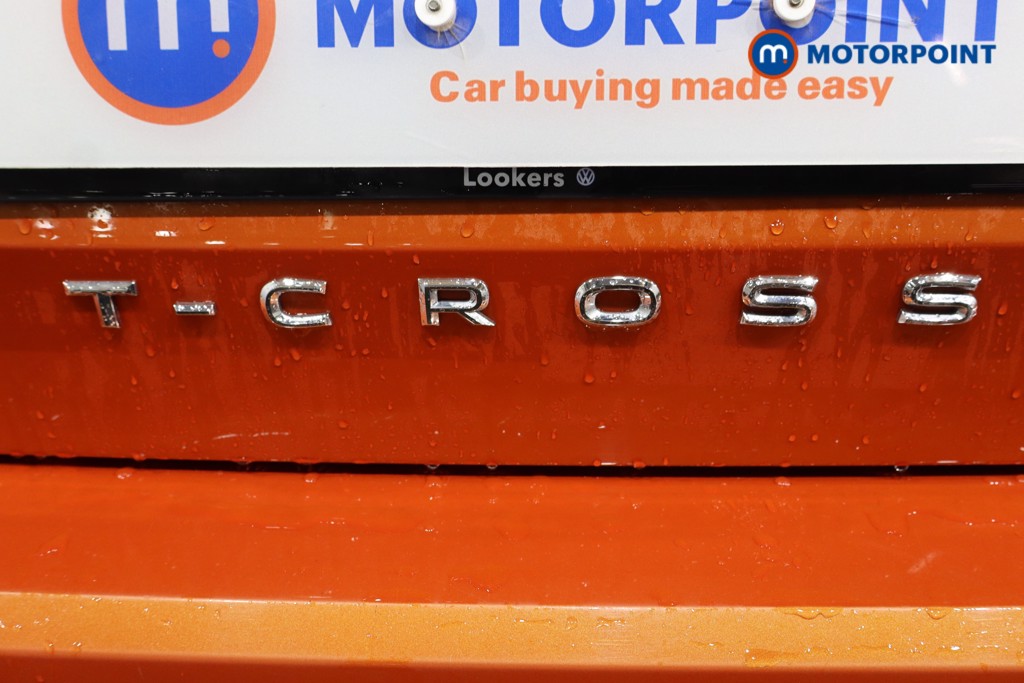 m! MOTORPOINT
m! MOTORPOINT
Car buying made easy
Lookers
T-CROSS